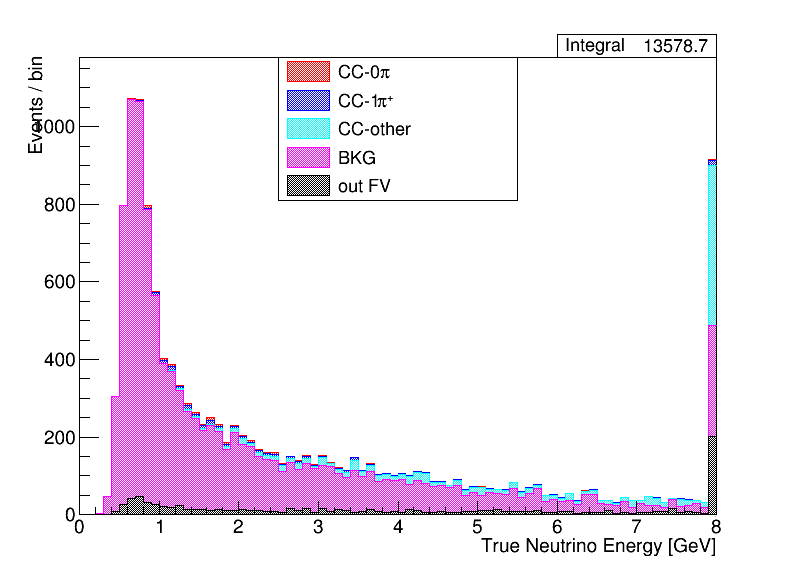 Integral 13578.7
Events / bin
CC-0π
CC-1π⁺
CC-other
BKG
out FV
1000
800
600
400
200
0
0 1 2 3 4 5 6 7 8
True Neutrino Energy [GeV]